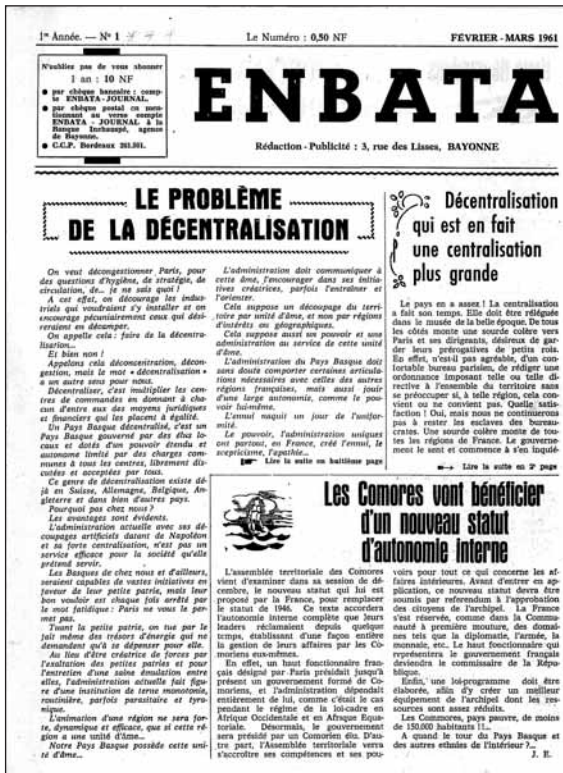 1re Année. — N° 1
Le Numéro : 0,50 NF
FÉVRIER - MARS 1961
N'oubliez pas de vous abonner
1 an : 10 NF
● par chèque bancaire : comp-
te ENBATA-JOURNAL.
● par chèque postal en men-
tionnant au verso compte
ENBATA - JOURNAL à la
Banque Inchauspé, agence
de Bayonne.
● C.C.P. Bordeaux
ENBATA
Rédaction - Publicité : 3, rue des Lisses, BAYONNE
LE PROBLÈME
DE LA DÉCENTRALISATION
On veut décongestionner Paris, pour
des questions d'hygiène, de stratégie, de
circulation, de... je ne sais quoi !
A cet effet, on décourage les indus-
triels qui voudraient s'y installer et on
encourage pécuniairement ceux qui dési-
reraient en décamper.
On appelle cela : faire de la décentra-
lisation...
Et bien non !
Appelons cela déconcentration, décon-
gestion, mais le mot « décentralisation »
a un autre sens pour nous.
Décentraliser, c'est multiplier les cen-
tres de commandes en donnant à cha-
cun d'entre eux des moyens juridiques
et financiers qui les placent à égalité.
Un Pays Basque décentralisé, c'est un
Pays Basque gouverné par des élus lo-
caux et dotés d'un pouvoir étendu et
autonome limité par des charges com-
munes à tous les centres, librement dis-
cutées et acceptées par tous.
Ce genre de décentralisation existe dé-
jà en Suisse, Allemagne, Belgique, An-
gleterre et dans bien d'autres pays.
Pourquoi pas chez nous ?
Les avantages sont évidents.
L'administration actuelle avec ses dé-
coupages artificiels datant de Napoléon
et sa forte centralisation, n'est pas un
service efficace pour la société qu'elle
prétend servir.
Les Basques de chez nous et d'ailleurs,
seraient capables de vastes initiatives en
faveur de leur petite patrie, mais leur
bon vouloir est chaque fois arrêté par
le mot fatidique : Paris ne vous le per-
met pas.
Tuant la petite patrie, on tue par le
fait même des trésors d'énergie qui ne
demandent qu'à se dépenser pour elle.
Au lieu d'être créatrice de forces par
l'exaltation des petites patries et pour
l'entretien d'une saine émulation entre
elles, l'administration actuelle fait figu-
re d'une institution de terne monotonie,
routinière, parfois parasitaire et tyran-
nique.
L'animation d'une région ne sera for-
te, dynamique et efficace, que si cette ré-
gion a une unité d'âme...
Notre Pays Basque possède cette uni-
té d'âme...
L'administration doit communiquer à
cette âme, l'encourager dans ses initia-
tives créatrices, parfois l'entraîner et
l'orienter.
Cela suppose un découpage du terri-
toire par unité d'âme, et non par régions
d'intérêts ou géographiques.
Cela suppose aussi un pouvoir et une
administration au service de cette unité
d'âme.
L'administration du Pays Basque doit
sans doute comporter certaines articula-
tions nécessaires avec celles des autres
régions françaises, mais aussi jouir
d'une large autonomie, comme le pou-
voir lui-même.
L'ennui naquit un jour de l'unifor-
mité.
Le pouvoir, l'administration uniques
ont partout, en France, créé l'ennui, le
scepticisme, l'apathie...
Lire la suite en huitième page
Décentralisation
qui est en fait
une centralisation
plus grande
Le pays en a assez ! La centralisation
a fait son temps. Elle doit être reléguée
dans le musée de la belle époque. De tous
les côtés monte une sourde colère vers
Paris et ses dirigeants, désireux de gar-
der leurs prérogatives de petits rois.
En effet, n'est-il pas agréable, d'un con-
fortable bureau parisien, de rédiger une
ordonnance imposant telle ou telle di-
rective à l'ensemble du territoire sans
se préoccuper si, à telle région, cela con-
vient ou ne convient pas. Quelle satis-
faction ! Oui, mais nous ne continuerons
pas à rester les esclaves des bureau-
crates. Une sourde colère monte de tou-
tes les régions de France. Le gouverne-
ment le sent et commence à s'en inquié-
Lire la suite en 2e page
Les Comores vont bénéficier
d'un nouveau statut
d'autonomie interne
L'assemblée territoriale des Comores
vient d'examiner dans sa session de dé-
cembre, le nouveau statut qui lui est
proposé par la France, pour remplacer
le statut de 1946. Ce texte accordera
l'autonomie interne complète que leurs
leaders réclamaient depuis quelque
temps, établissant d'une façon entière
la gestion de leurs affaires par les Co-
moriens eux-mêmes.
En effet, un haut fonctionnaire fran-
çais désigné par Paris présidait jusqu'à
présent un gouvernement formé de Co-
moriens, et l'administration dépendait
entièrement de lui, comme c'était le cas
pendant le régime de la loi-cadre en
Afrique Occidentale et en Afrique Equa-
toriale. Désormais, le gouvernement
sera présidé par un Comorien élu. D'au-
tre part, l'Assemblée territoriale verra
s'accroître ses compétences et ses pou-
voirs pour tout ce qui concerne les af-
faires intérieures. Avant d'entrer en ap-
plication, ce nouveau statut devra être
soumis par referendum à l'approbation
des citoyens de l'archipel. La France
s'est réservée, comme dans la Commu-
nauté à première mouture, des domai-
nes tels que la diplomatie, l'armée, la
monnaie, etc. Le haut fonctionnaire qui
représentera le gouvernement français
deviendra le commissaire de la Répu-
blique.
Enfin, une loi-programme doit être
élaborée, afin d'y créer un meilleur
équipement de l'archipel dont les res-
sources sont assez réduites.
Les Commores, pays pauvre, de moins
de 150.000 habitants !!...
A quand le tour du Pays Basque et
des autres ethnies de l'intérieur ?...
J. E.